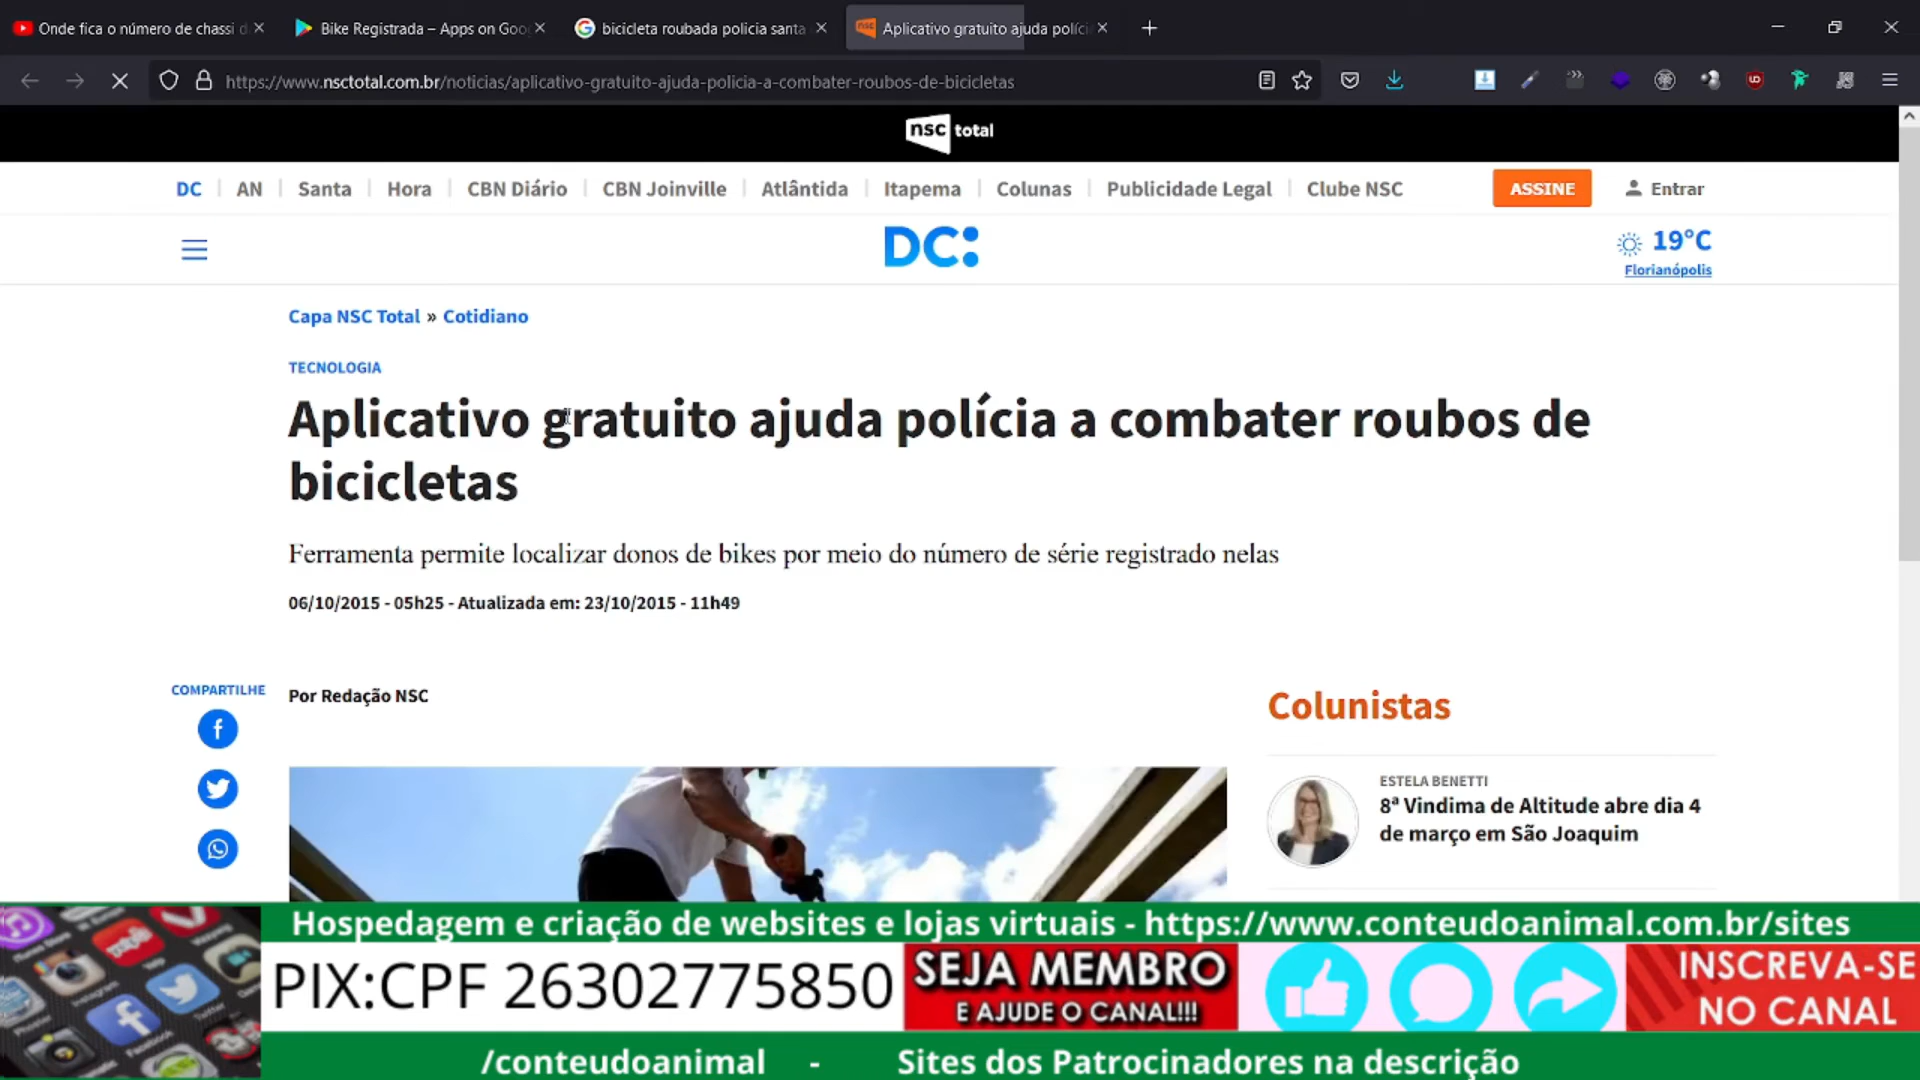 Onde fica o número de chassi d
Bike Registrada – Apps on Goo
bicicleta roubada policia santa
Aplicativo gratuito ajuda políci
https://www.nsctotal.com.br/noticias/aplicativo-gratuito-ajuda-policia-a-combater-roubos-de-bicicletas
nsc total
DC
AN
Santa
Hora
CBN Diário
CBN Joinville
Atlântida
Itapema
Colunas
Publicidade Legal
Clube NSC
ASSINE
Entrar
DC:
19°C
Florianópolis
Capa NSC Total » Cotidiano
TECNOLOGIA
Aplicativo gratuito ajuda polícia a combater roubos de
bicicletas
Ferramenta permite localizar donos de bikes por meio do número de série registrado nelas
06/10/2015 - 05h25 - Atualizada em: 23/10/2015 - 11h49
COMPARTILHE
Por Redação NSC
Colunistas
ESTELA BENETTI
8ª Vindima de Altitude abre dia 4
de março em São Joaquim
Hospedagem e criação de websites e lojas virtuais - https://www.conteudoanimal.com.br/sites
PIX:CPF 26302775850
SEJA MEMBRO
E AJUDE O CANAL!!!
INSCREVA-SE
NO CANAL
/conteudoanimal - Sites dos Patrocinadores na descrição